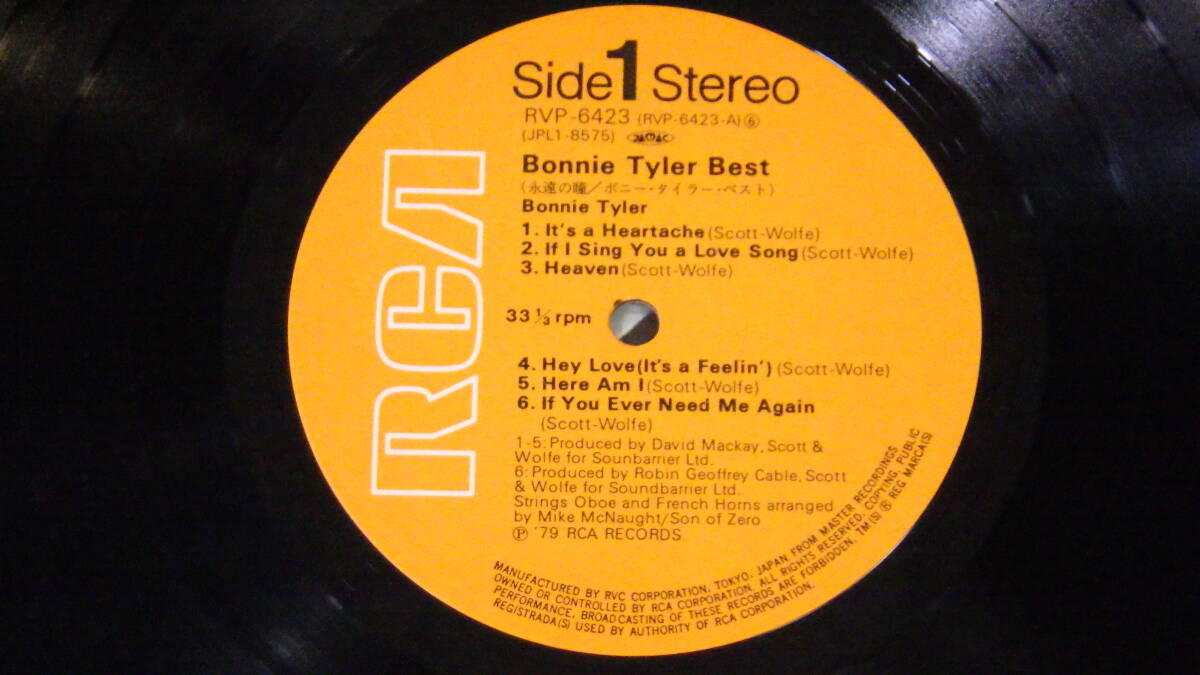 Side 1 Stereo
RVP-6423 (RVP-6423-A)⑥
(JPL1-8575)
Bonnie Tyler Best
(永遠の瞳/ボニー・タイラー・ベスト)
Bonnie Tyler
1. It's a Heartache (Scott-Wolfe)
2. If I Sing You a Love Song (Scott-Wolfe)
3. Heaven (Scott-Wolfe)
RCA
33 ⅓ rpm
4. Hey Love (It's a Feelin') (Scott-Wolfe)
5. Here Am I (Scott-Wolfe)
6. If You Ever Need Me Again
(Scott-Wolfe)
1-5: Produced by David Mackay, Scott &
Wolfe for Sounbarrier Ltd.
6: Produced by Robin Geoffrey Cable, Scott
& Wolfe for Soundbarrier Ltd.
Strings Oboe and French Horns arranged
by Mike McNaught/Son of Zero
Ⓟ '79 RCA RECORDS
MANUFACTURED BY RVC CORPORATION, TOKYO, JAPAN FROM MASTER RECORDINGS
OWNED OR CONTROLLED BY RCA CORPORATION. ALL RIGHTS RESERVED. COPYING, PUBLIC
PERFORMANCE, BROADCASTING OF THESE RECORDS ARE FORBIDDEN. TM(S) ® REG MARCA(S)
REGISTRADA(S) USED BY AUTHORITY OF RCA CORPORATION.